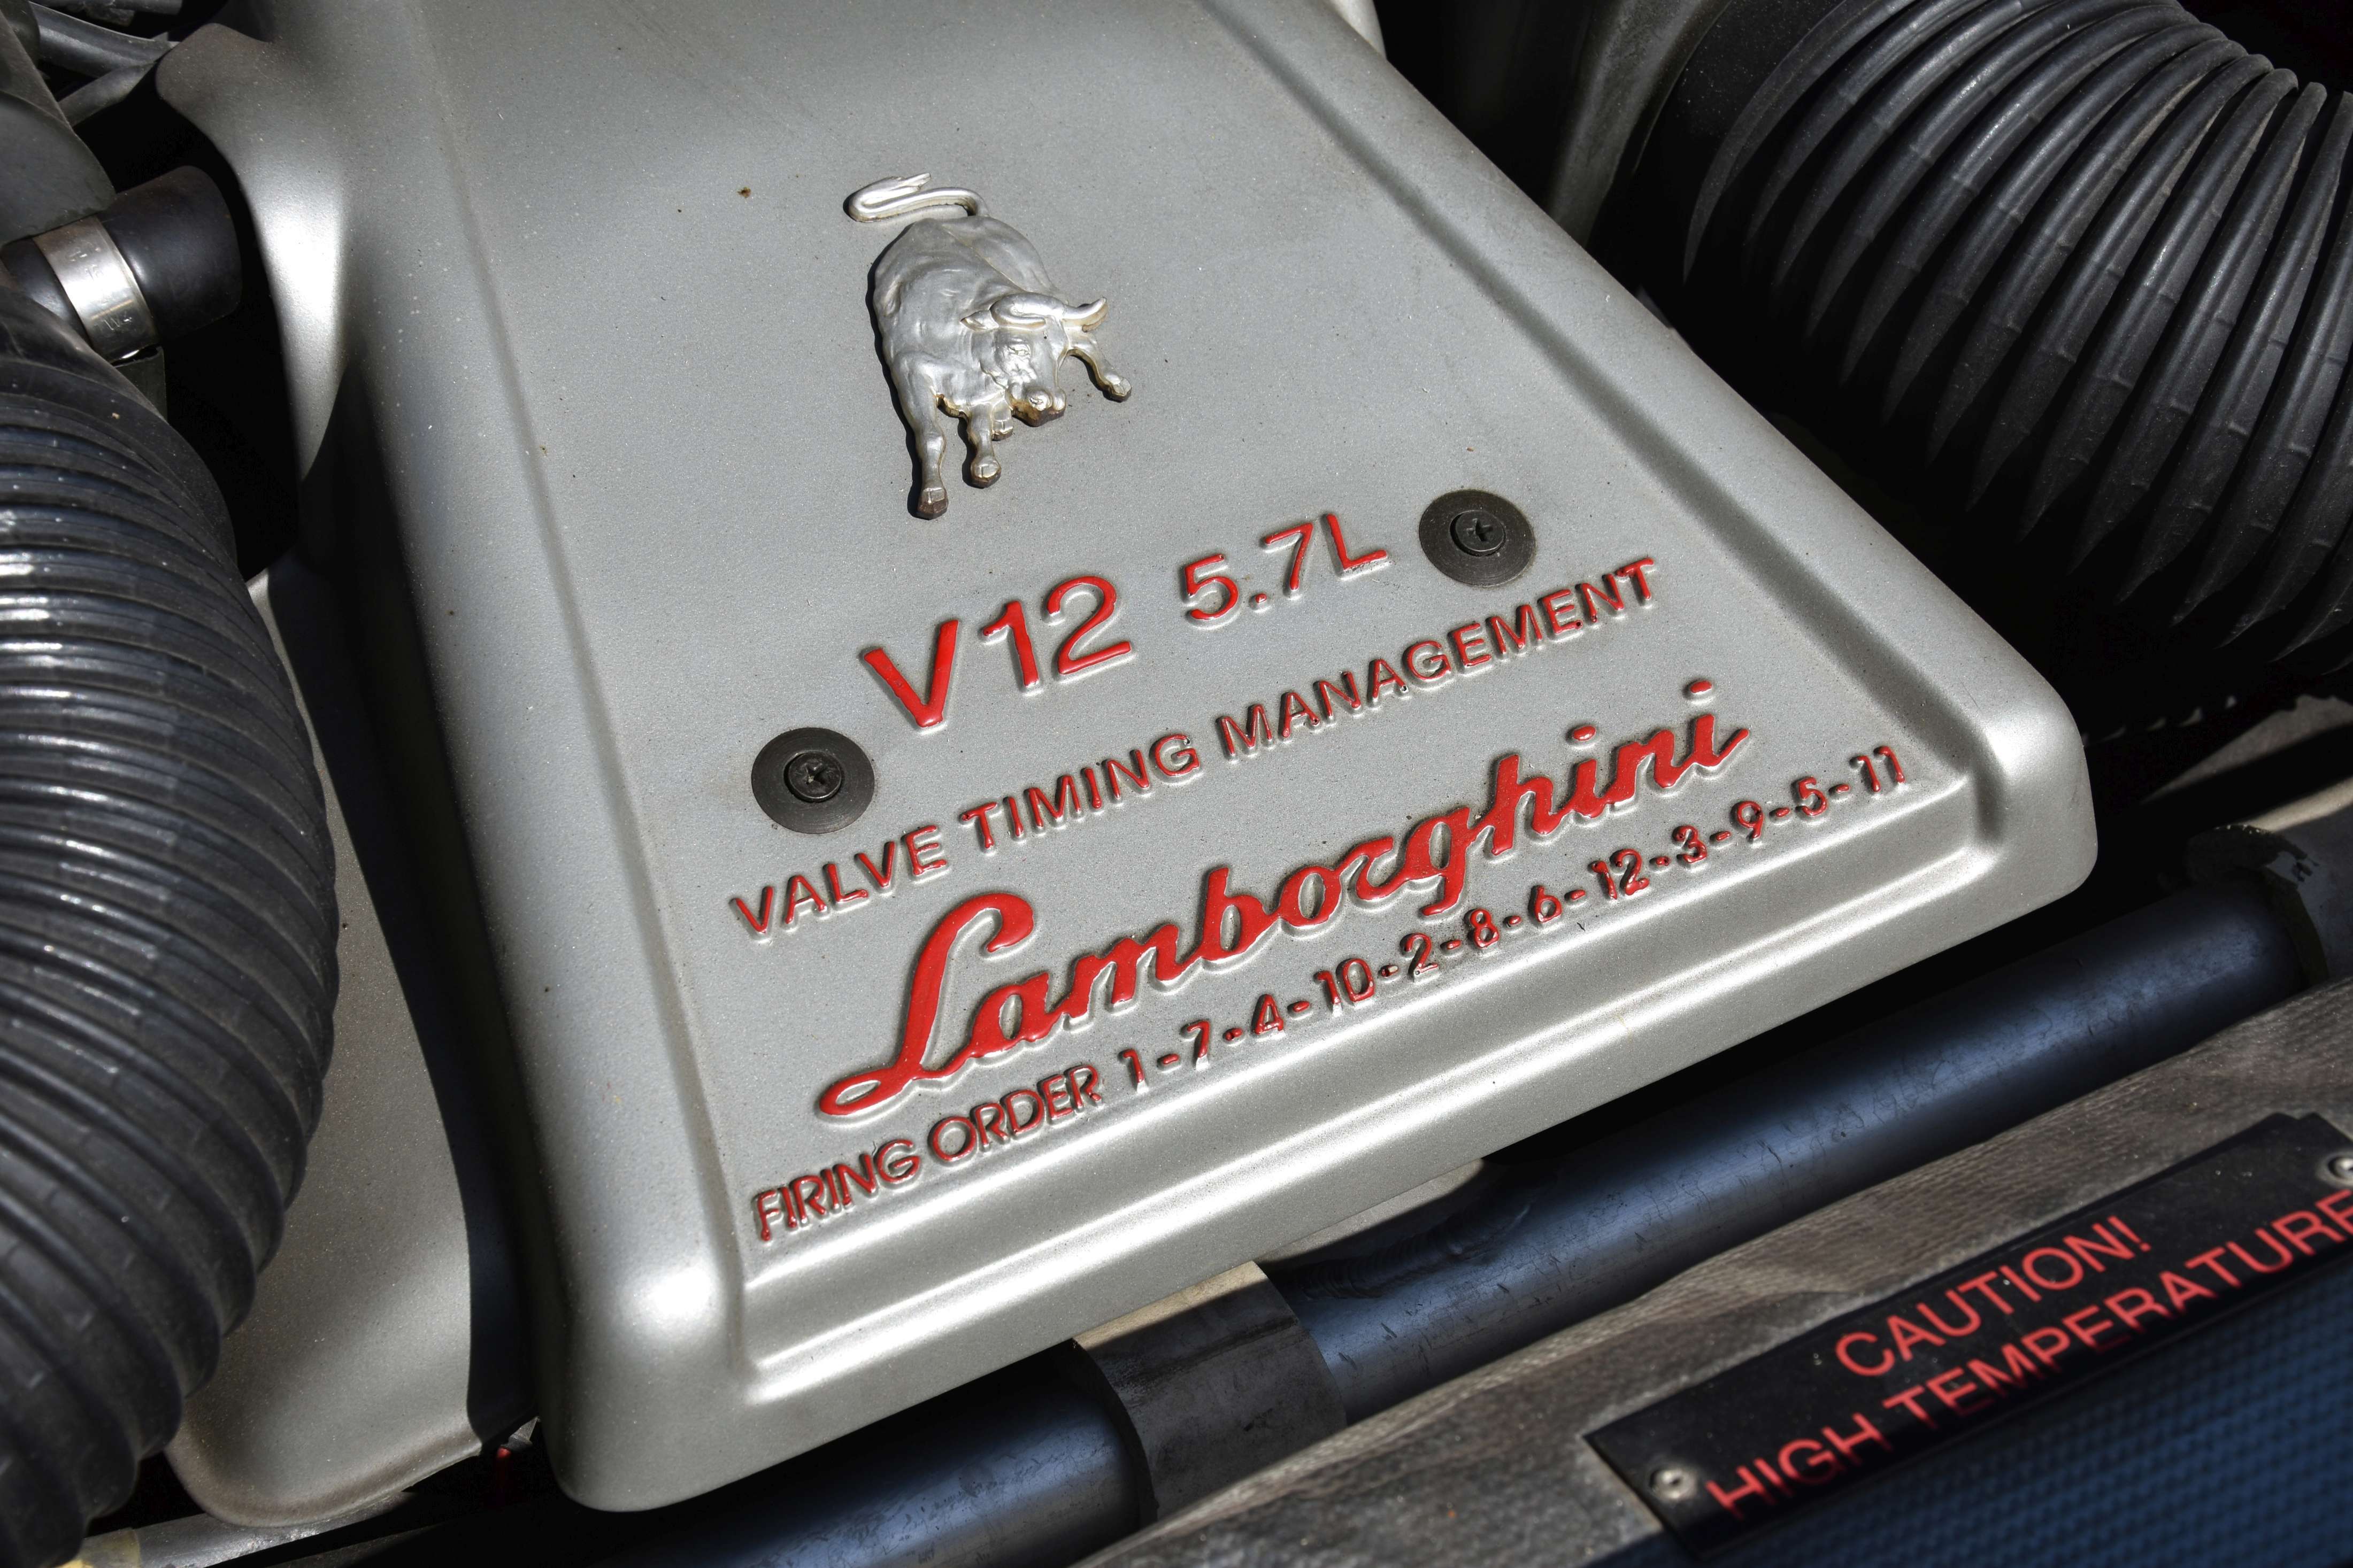 V12 5.7L
VALVE TIMING MANAGEMENT
Lamborghini
FIRING ORDER 1-7-4-10-2-8-6-12-3-9-5-11
CAUTION!
HIGH TEMPERATURE